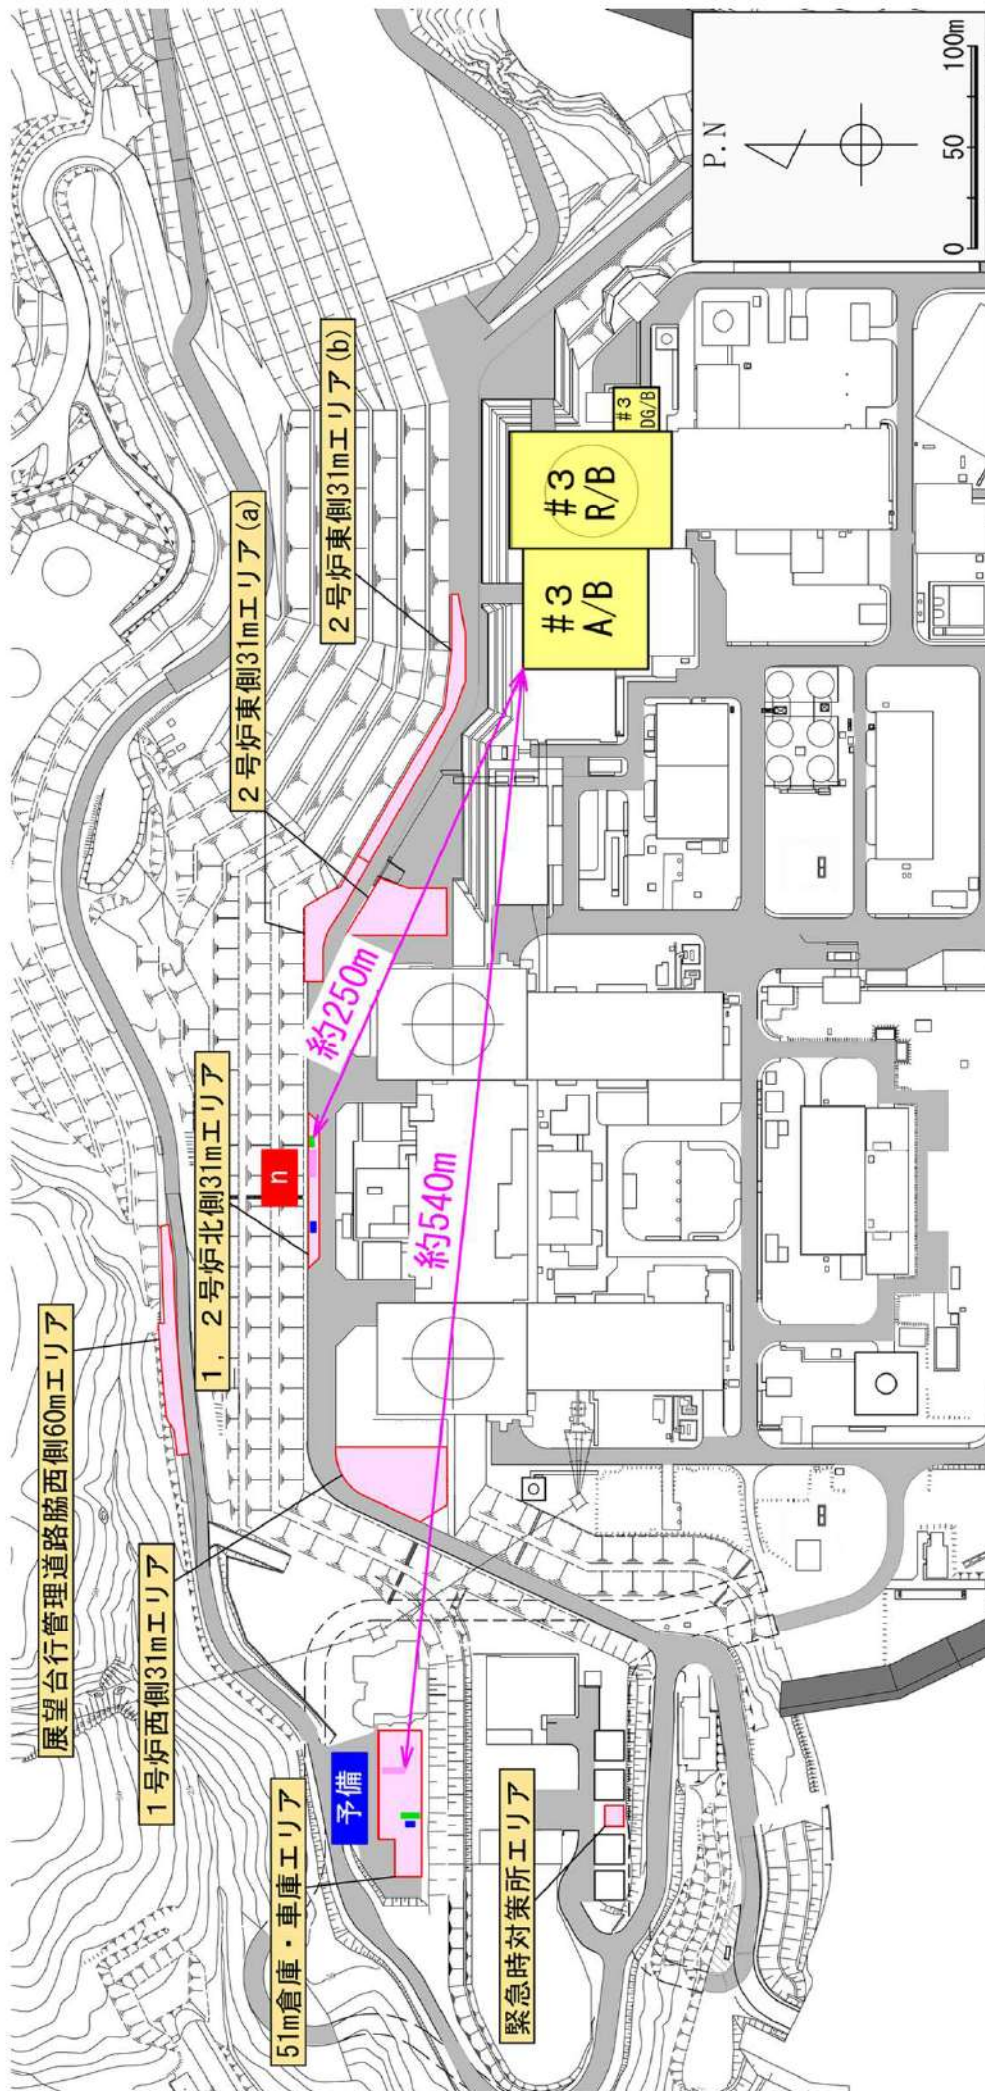 展望台行管理道路脇西側60mエリア
1号炉西側31mエリア
1，2号炉北側31mエリア
2号炉東側31mエリア(a)
2号炉東側31mエリア(b)
51m倉庫・車庫エリア
緊急時対策所エリア
予備
n
約250m
約540m
#3
A/B
#3
R/B
#3
DG/B
P.N
0
50
100m